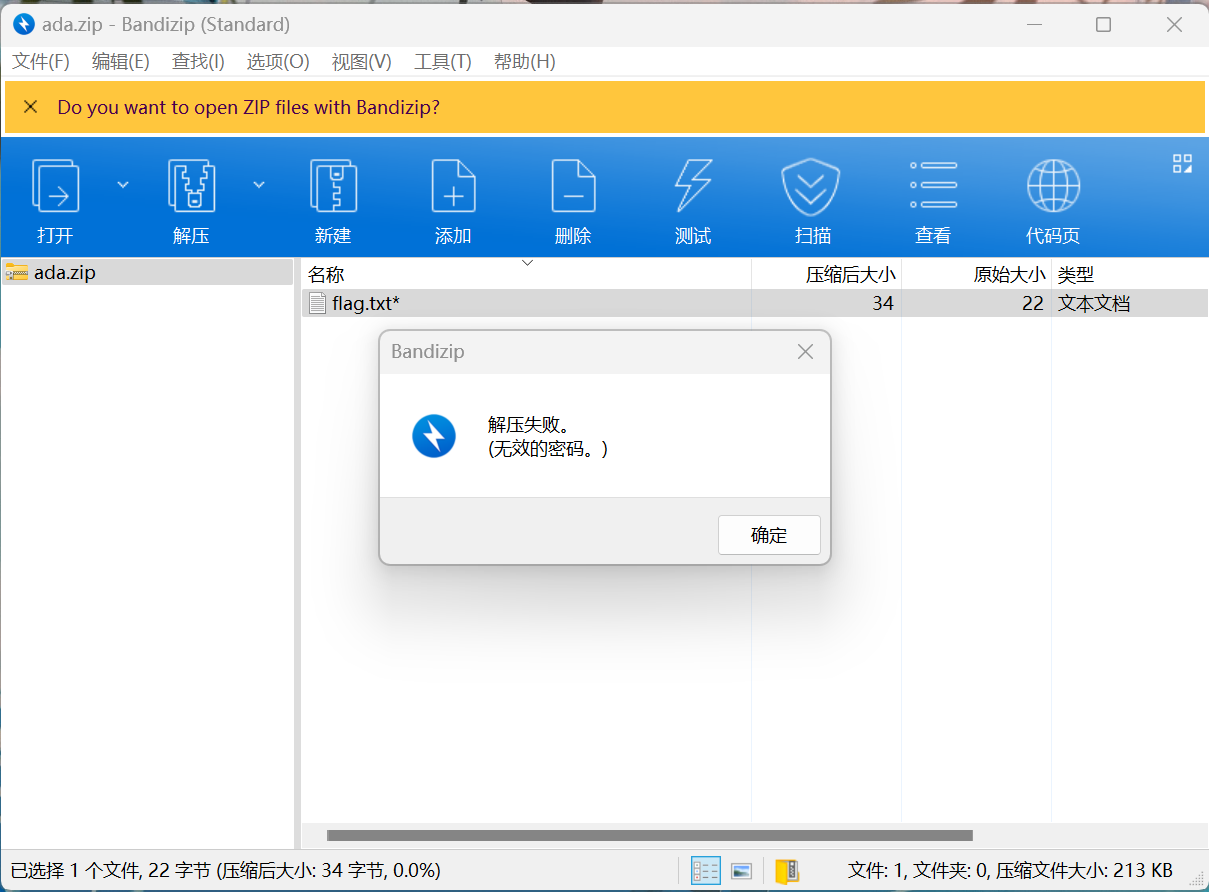 ada.zip - Bandizip (Standard)
文件(F) 编辑(E) 查找(I) 选项(O) 视图(V) 工具(T) 帮助(H)
Do you want to open ZIP files with Bandizip?
打开 解压 新建 添加 删除 测试 扫描 查看 代码页
ada.zip
名称 压缩后大小 原始大小 类型
flag.txt* 34 22 文本文档
Bandizip
解压失败。
(无效的密码。)
确定
已选择 1 个文件, 22 字节 (压缩后大小: 34 字节, 0.0%)
文件: 1, 文件夹: 0, 压缩文件大小: 213 KB